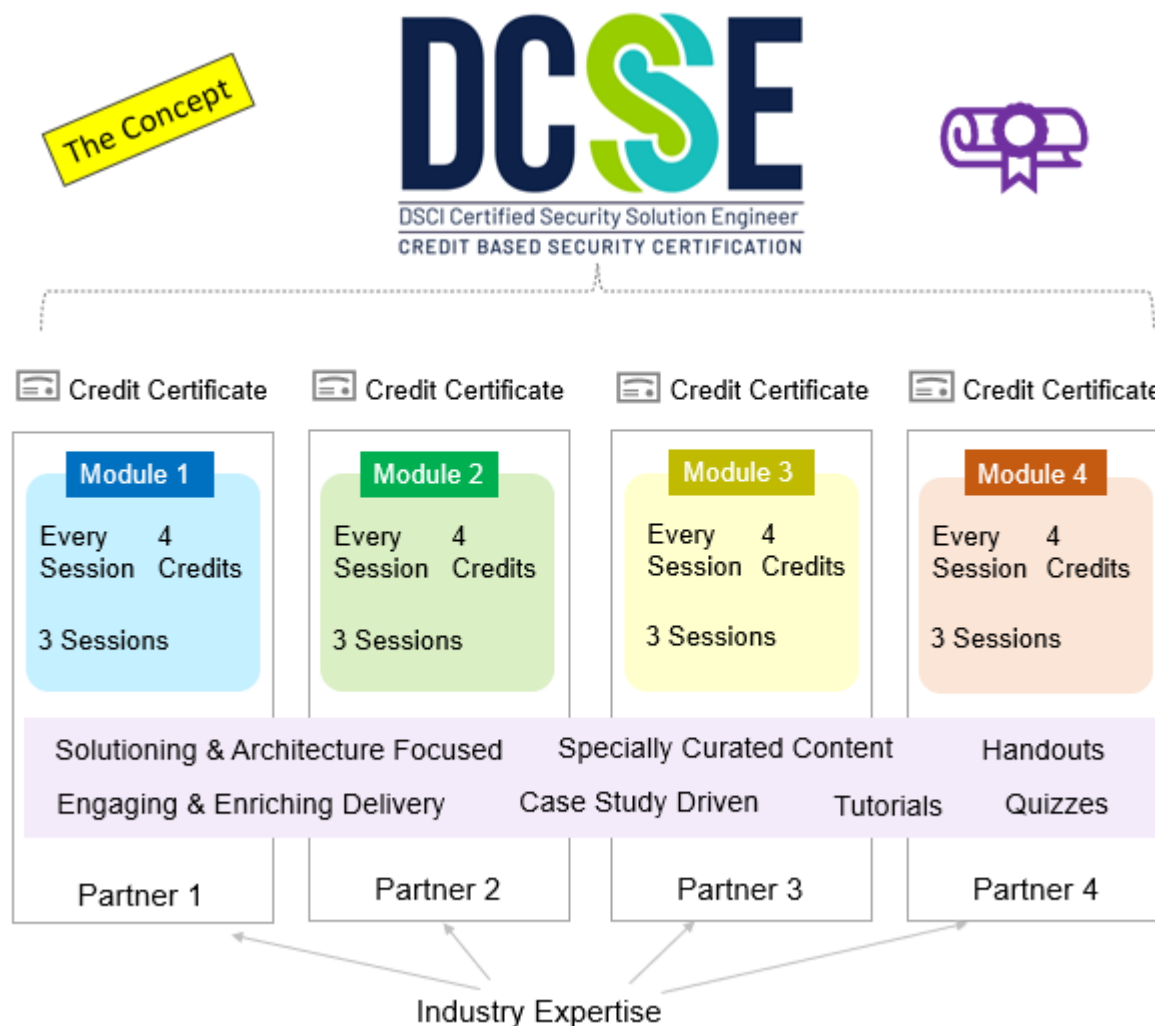 The Concept
DCSSE
DSCI Certified Security Solution Engineer
CREDIT BASED SECURITY CERTIFICATION
Credit Certificate
Credit Certificate
Credit Certificate
Credit Certificate
Module 1
Every 4
Session Credits
3 Sessions
Module 2
Every 4
Session Credits
3 Sessions
Module 3
Every 4
Session Credits
3 Sessions
Module 4
Every 4
Session Credits
3 Sessions
Solutioning & Architecture Focused
Specially Curated Content
Handouts
Engaging & Enriching Delivery
Case Study Driven
Tutorials
Quizzes
Partner 1
Partner 2
Partner 3
Partner 4
Industry Expertise